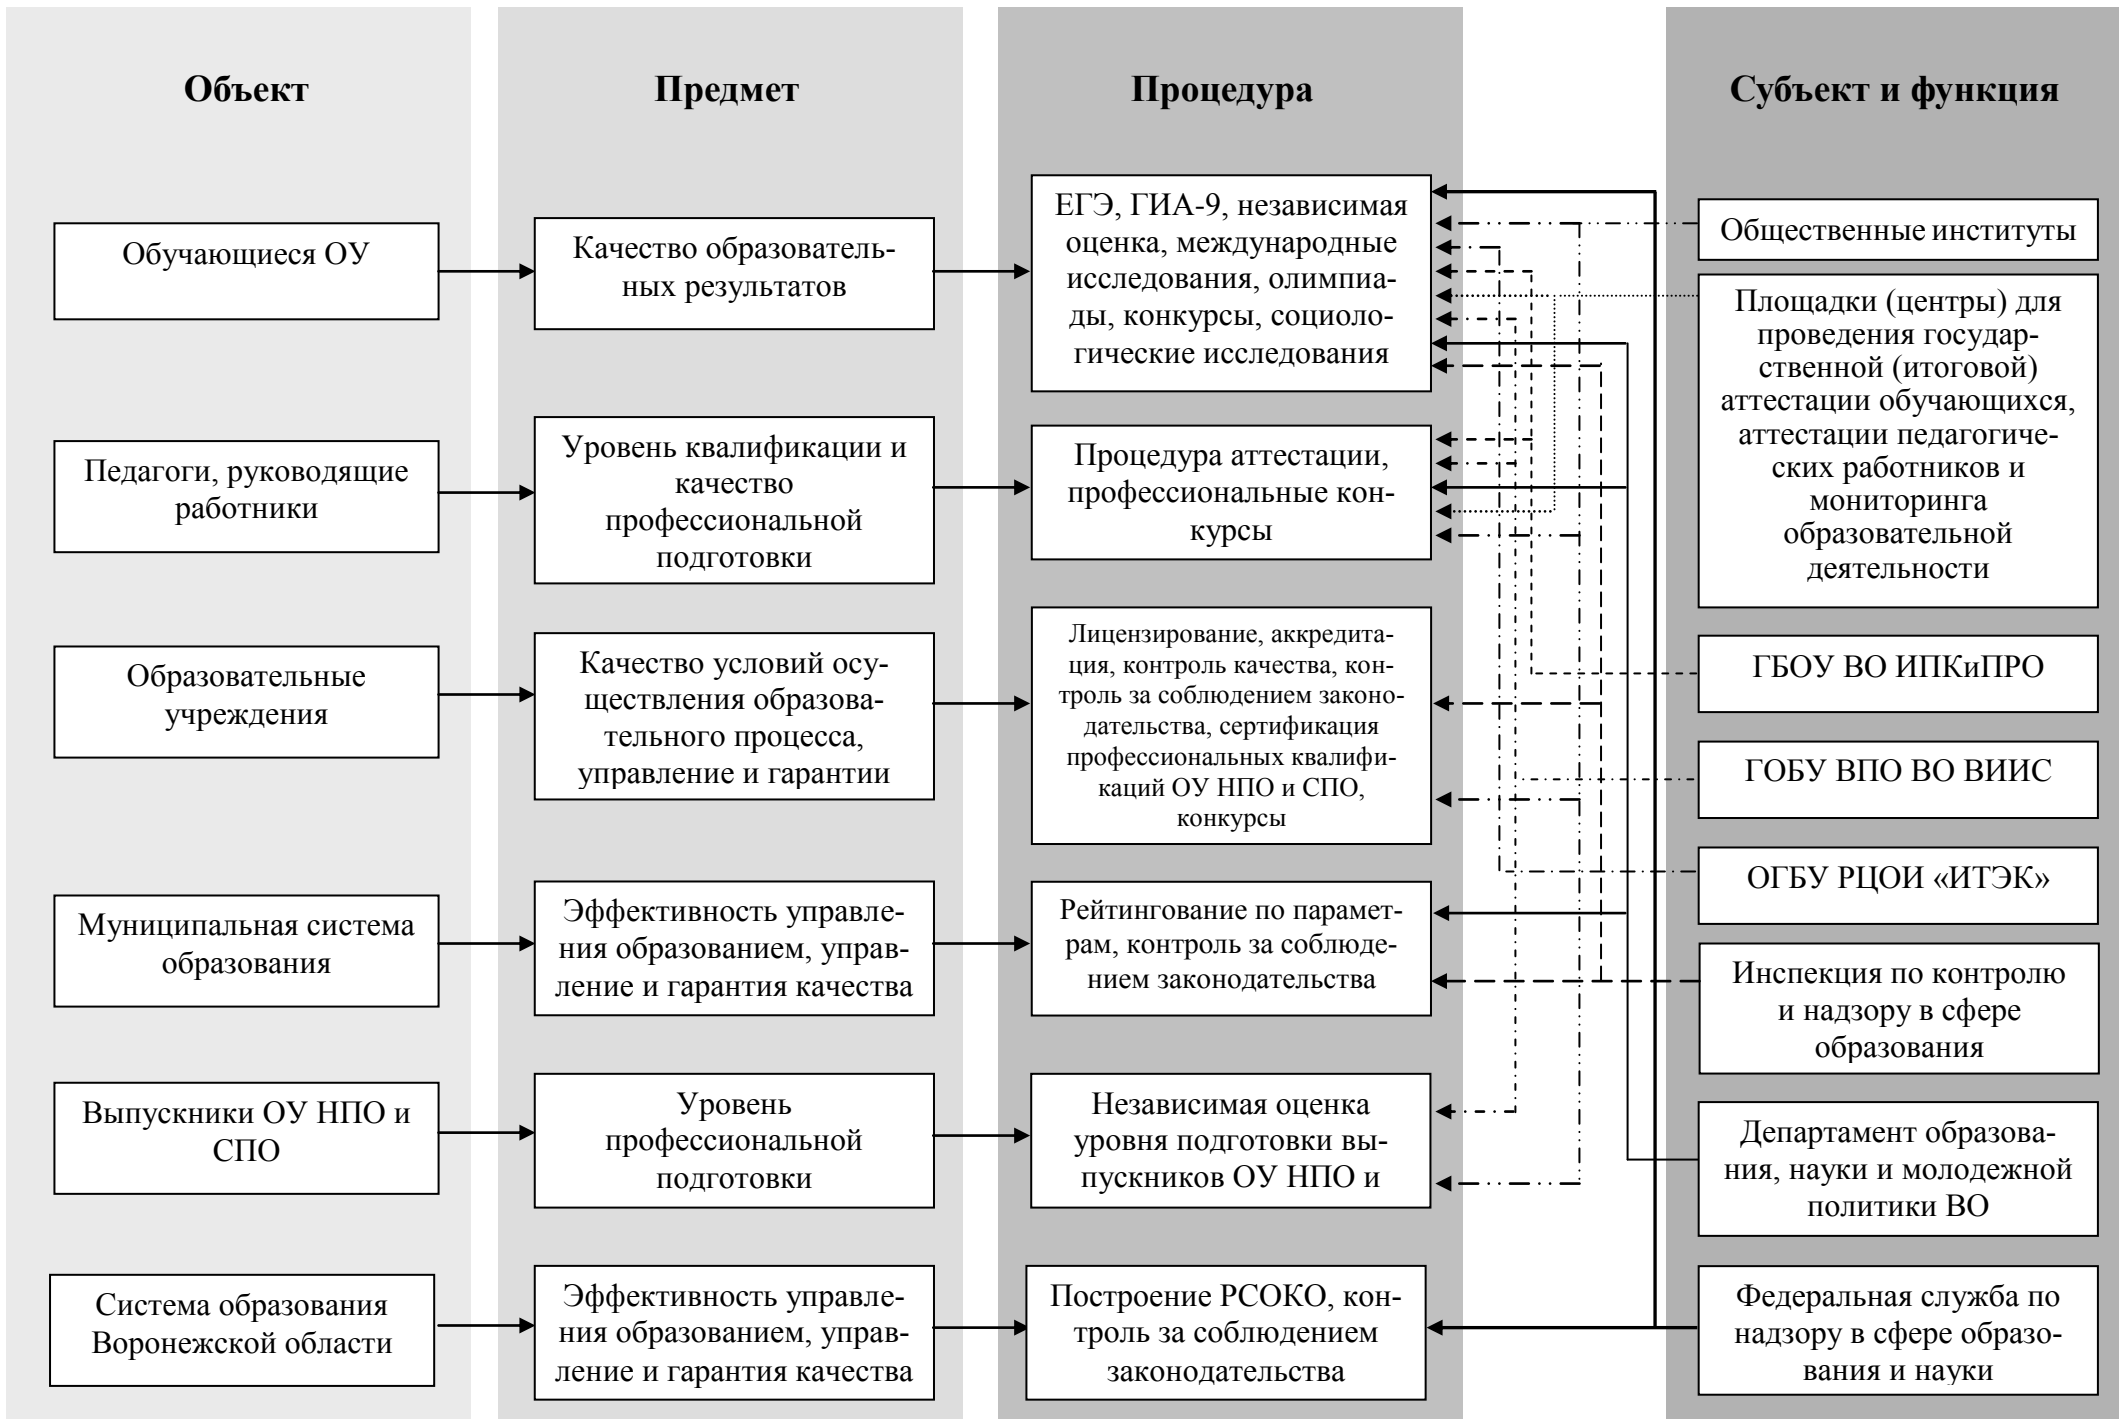 Объект
Предмет
Процедура
Субъект и функция
Обучающиеся ОУ
Качество образователь-
ных результатов
ЕГЭ, ГИА-9, независимая
оценка, международные
исследования, олимпиа-
ды, конкурсы, социоло-
гические исследования
Общественные институты
Площадки (центры) для
проведения государ-
ственной (итоговой)
аттестации обучающихся,
аттестации педагогиче-
ских работников и
мониторинга
образовательной
деятельности
Педагоги, руководящие
работники
Уровень квалификации и
качество
профессиональной
подготовки
Процедура аттестации,
профессиональные кон-
курсы
Образовательные
учреждения
Качество условий осу-
ществления образова-
тельного процесса,
управление и гарантии
Лицензирование, аккредита-
ция, контроль качества, кон-
троль за соблюдением законо-
дательства, сертификация
профессиональных квалифи-
каций ОУ НПО и СПО,
конкурсы
ГБОУ ВО ИПКиПРО
ГОБУ ВПО ВО ВИИС
ОГБУ РЦОИ «ИТЭК»
Муниципальная система
образования
Эффективность управле-
ния образованием, управ-
ление и гарантия качества
Рейтингование по парамет-
рам, контроль за соблюде-
нием законодательства
Инспекция по контролю
и надзору в сфере
образования
Выпускники ОУ НПО и
СПО
Уровень
профессиональной
подготовки
Независимая оценка
уровня подготовки вы-
пускников ОУ НПО и
Департамент образова-
ния, науки и молодежной
политики ВО
Система образования
Воронежской области
Эффективность управле-
ния образованием, управ-
ление и гарантия качества
Построение РСОКО, кон-
троль за соблюдением
законодательства
Федеральная служба по
надзору в сфере образо-
вания и науки